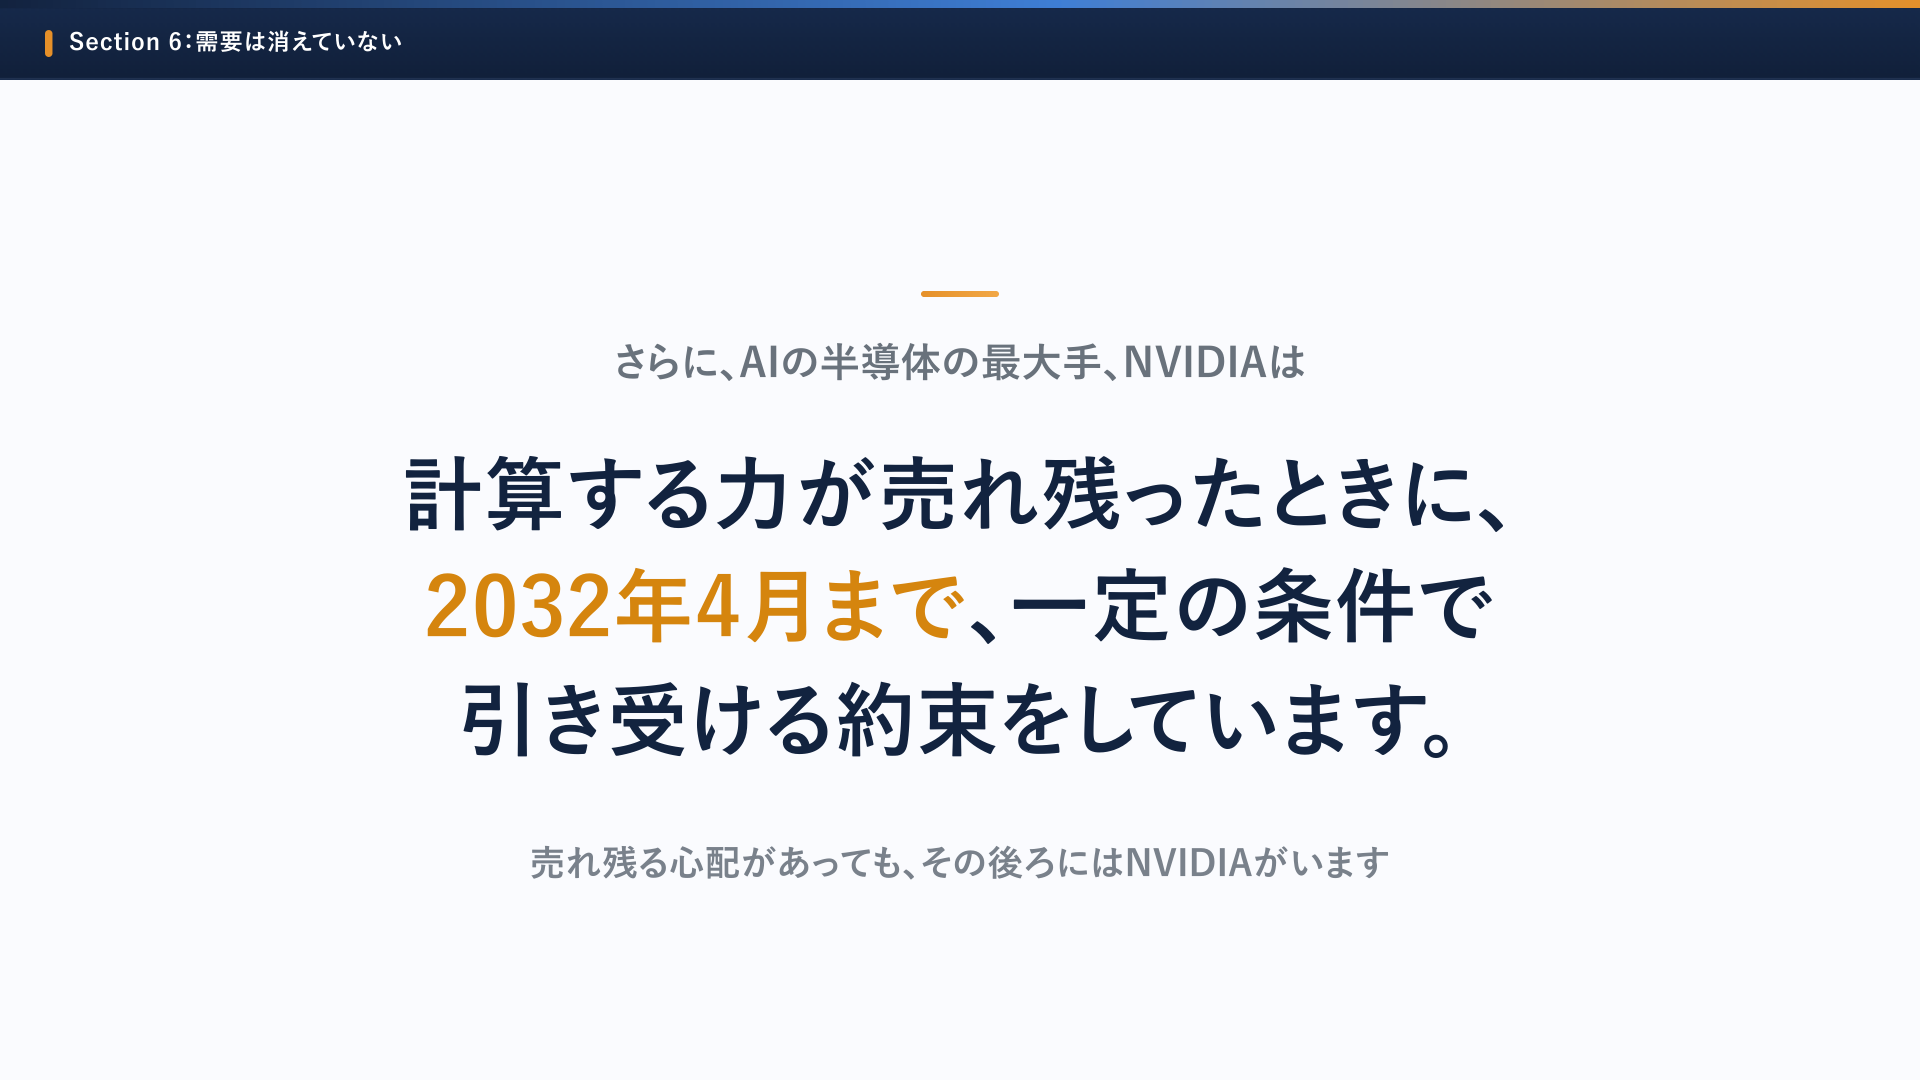 Section 6：需要は消えていない
さらに、AIの半導体の最大手、NVIDIAは
計算する力が売れ残ったときに、
2032年4月まで、一定の条件で
引き受ける約束をしています。
売れ残る心配があっても、その後ろにはNVIDIAがいます